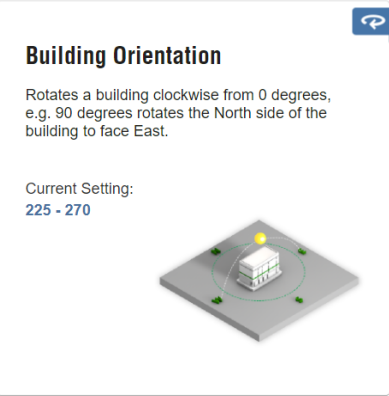 Building Orientation
Rotates a building clockwise from 0 degrees,
e.g. 90 degrees rotates the North side of the
building to face East.
Current Setting:
225 - 270